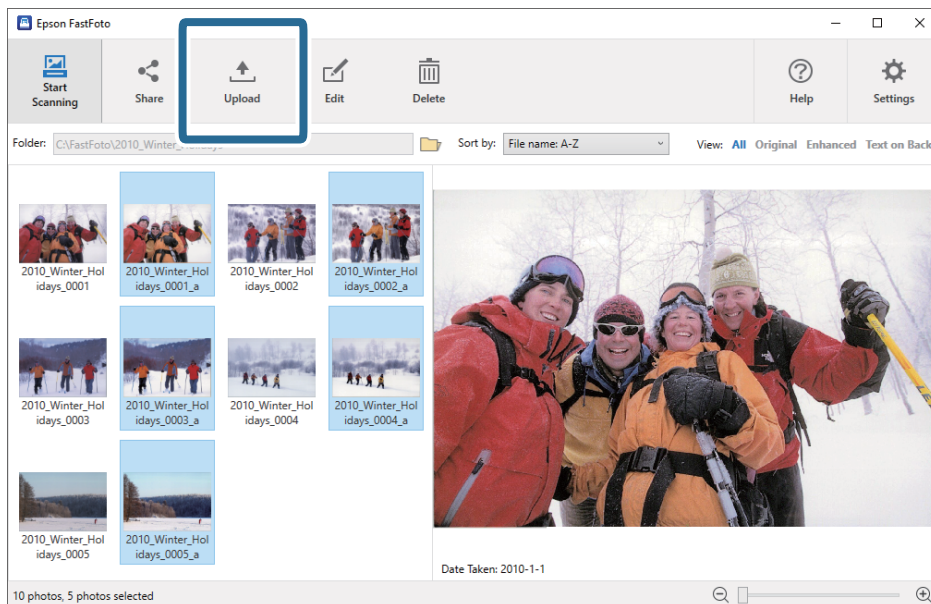 Epson FastFoto
Start
Scanning
Share
Upload
Edit
Delete
Help
Settings
Folder: C:\FastFoto\2010_Winter_Holidays
Sort by: File name: A-Z
View: All Original Enhanced Text on Back
2010_Winter_Hol
idays_0001
2010_Winter_Hol
idays_0001_a
2010_Winter_Hol
idays_0002
2010_Winter_Hol
idays_0002_a
2010_Winter_Hol
idays_0003
2010_Winter_Hol
idays_0003_a
2010_Winter_Hol
idays_0004
2010_Winter_Hol
idays_0004_a
2010_Winter_Hol
idays_0005
2010_Winter_Hol
idays_0005_a
Date Taken: 2010-1-1
10 photos, 5 photos selected